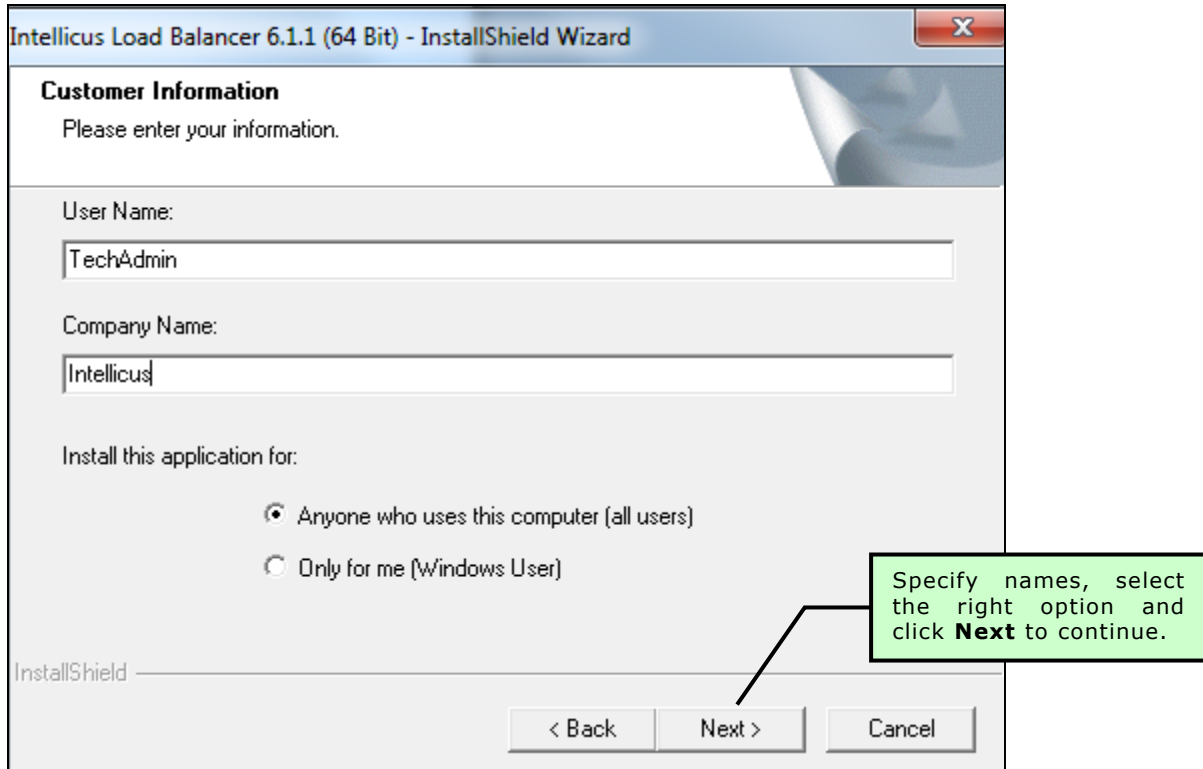 Intellicus Load Balancer 6.1.1 (64 Bit) - InstallShield Wizard
Customer Information
Please enter your information.
User Name:
TechAdmin
Company Name:
Intellicus
Install this application for:
Anyone who uses this computer (all users)
Only for me (Windows User)
Specify names, select
the right option and
click Next to continue.
InstallShield
< Back
Next >
Cancel